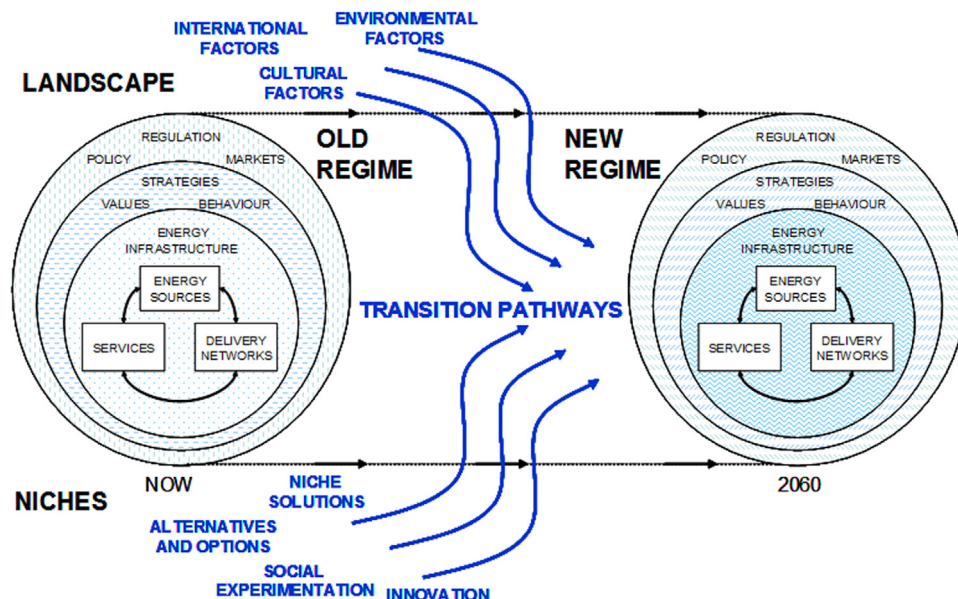 INTERNATIONAL
FACTORS
ENVIRONMENTAL
FACTORS
CULTURAL
FACTORS
LANDSCAPE
OLD
REGIME
NEW
REGIME
REGULATION
POLICY
MARKETS
STRATEGIES
VALUES
BEHAVIOUR
ENERGY
INFRASTRUCTURE
ENERGY
SOURCES
SERVICES
DELIVERY
NETWORKS
TRANSITION PATHWAYS
REGULATION
POLICY
MARKETS
STRATEGIES
VALUES
BEHAVIOUR
ENERGY
INFRASTRUCTURE
ENERGY
SOURCES
SERVICES
DELIVERY
NETWORKS
NOW
2060
NICHES
NICHE
SOLUTIONS
ALTERNATIVES
AND OPTIONS
SOCIAL
EXPERIMENTATION
INNOVATION